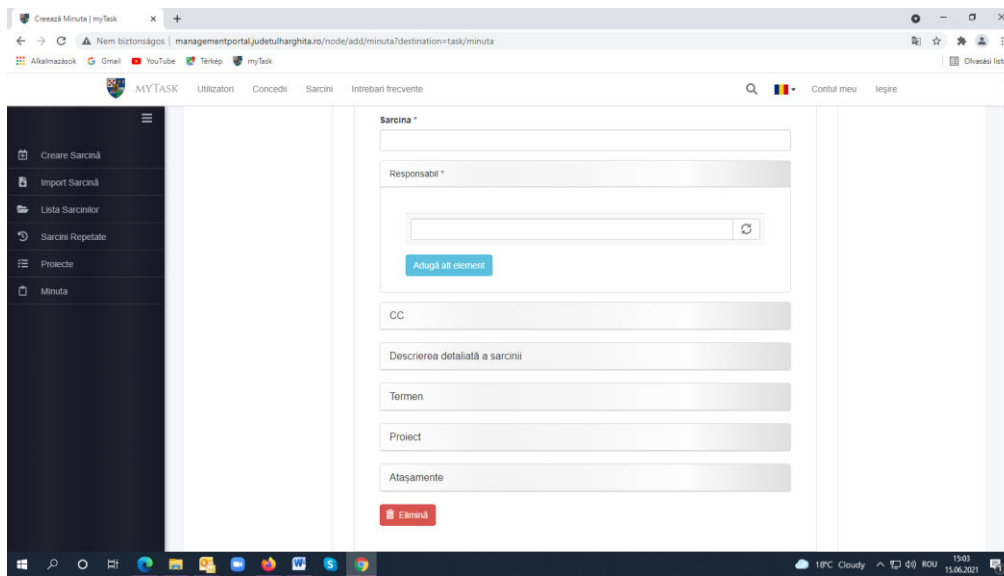 Creează Minuta | myTask
Nem biztonságos | managementportal.judetulharghita.ro/node/add/minuta?destination=task/minuta
Alkalmazások Gmail YouTube Térkép myTask Olvasási list
MYTASK Utilizatori Concedii Sarcini Intrebari frecvente Contul meu Ieșire
Creare Sarcină
Import Sarcină
Lista Sarcinilor
Sarcini Repetate
Proiecte
Minuta
Sarcina *
Responsabil *
Adugă alt element
CC
Descrierea detaliată a sarcinii
Termen
Proiect
Atașamente
Elimină
18°C Cloudy ROU 15:03
15.06.2021